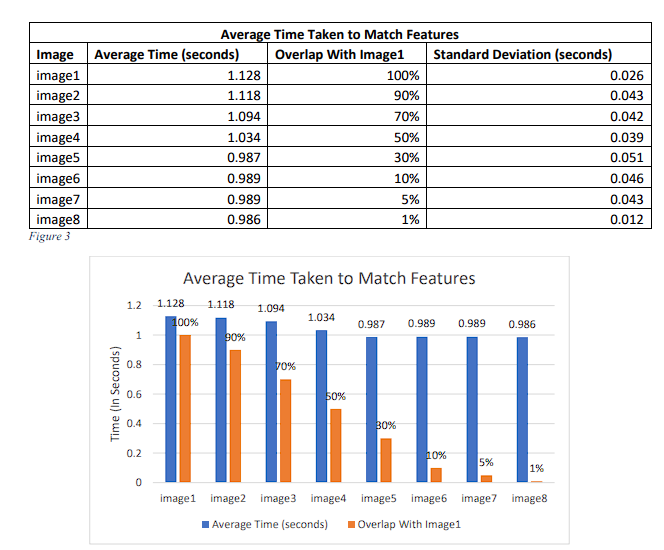 Average Time Taken to Match Features
Image Average Time (seconds) Overlap With Image1 Standard Deviation (seconds)
image1 1.128 100% 0.026
image2 1.118 90% 0.043
image3 1.094 70% 0.042
image4 1.034 50% 0.039
image5 0.987 30% 0.051
image6 0.989 10% 0.046
image7 0.989 5% 0.043
image8 0.986 1% 0.012
Figure 3
Average Time Taken to Match Features
Time (In Seconds)
1.2
1
0.8
0.6
0.4
0.2
0
1.128 1.118 1.094 1.034 0.987 0.989 0.989 0.986
100% 90% 70% 50% 30% 10% 5% 1%
image1 image2 image3 image4 image5 image6 image7 image8
Average Time (seconds) Overlap With Image1